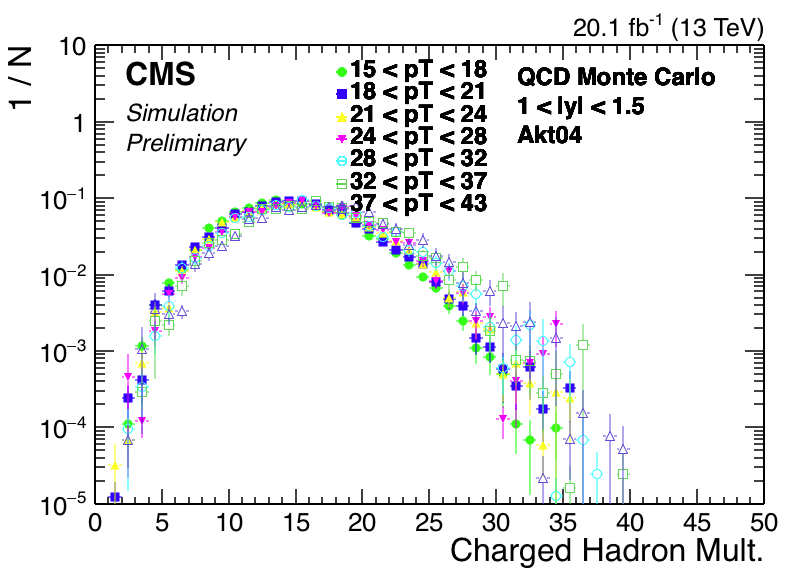 20.1 fb⁻¹ (13 TeV)
1 / N
CMS
Simulation
Preliminary
15 < pT < 18
18 < pT < 21
21 < pT < 24
24 < pT < 28
28 < pT < 32
32 < pT < 37
37 < pT < 43
QCD Monte Carlo
1 < lyl < 1.5
Akt04
10
1
10⁻¹
10⁻²
10⁻³
10⁻⁴
10⁻⁵
0 5 10 15 20 25 30 35 40 45 50
Charged Hadron Mult.